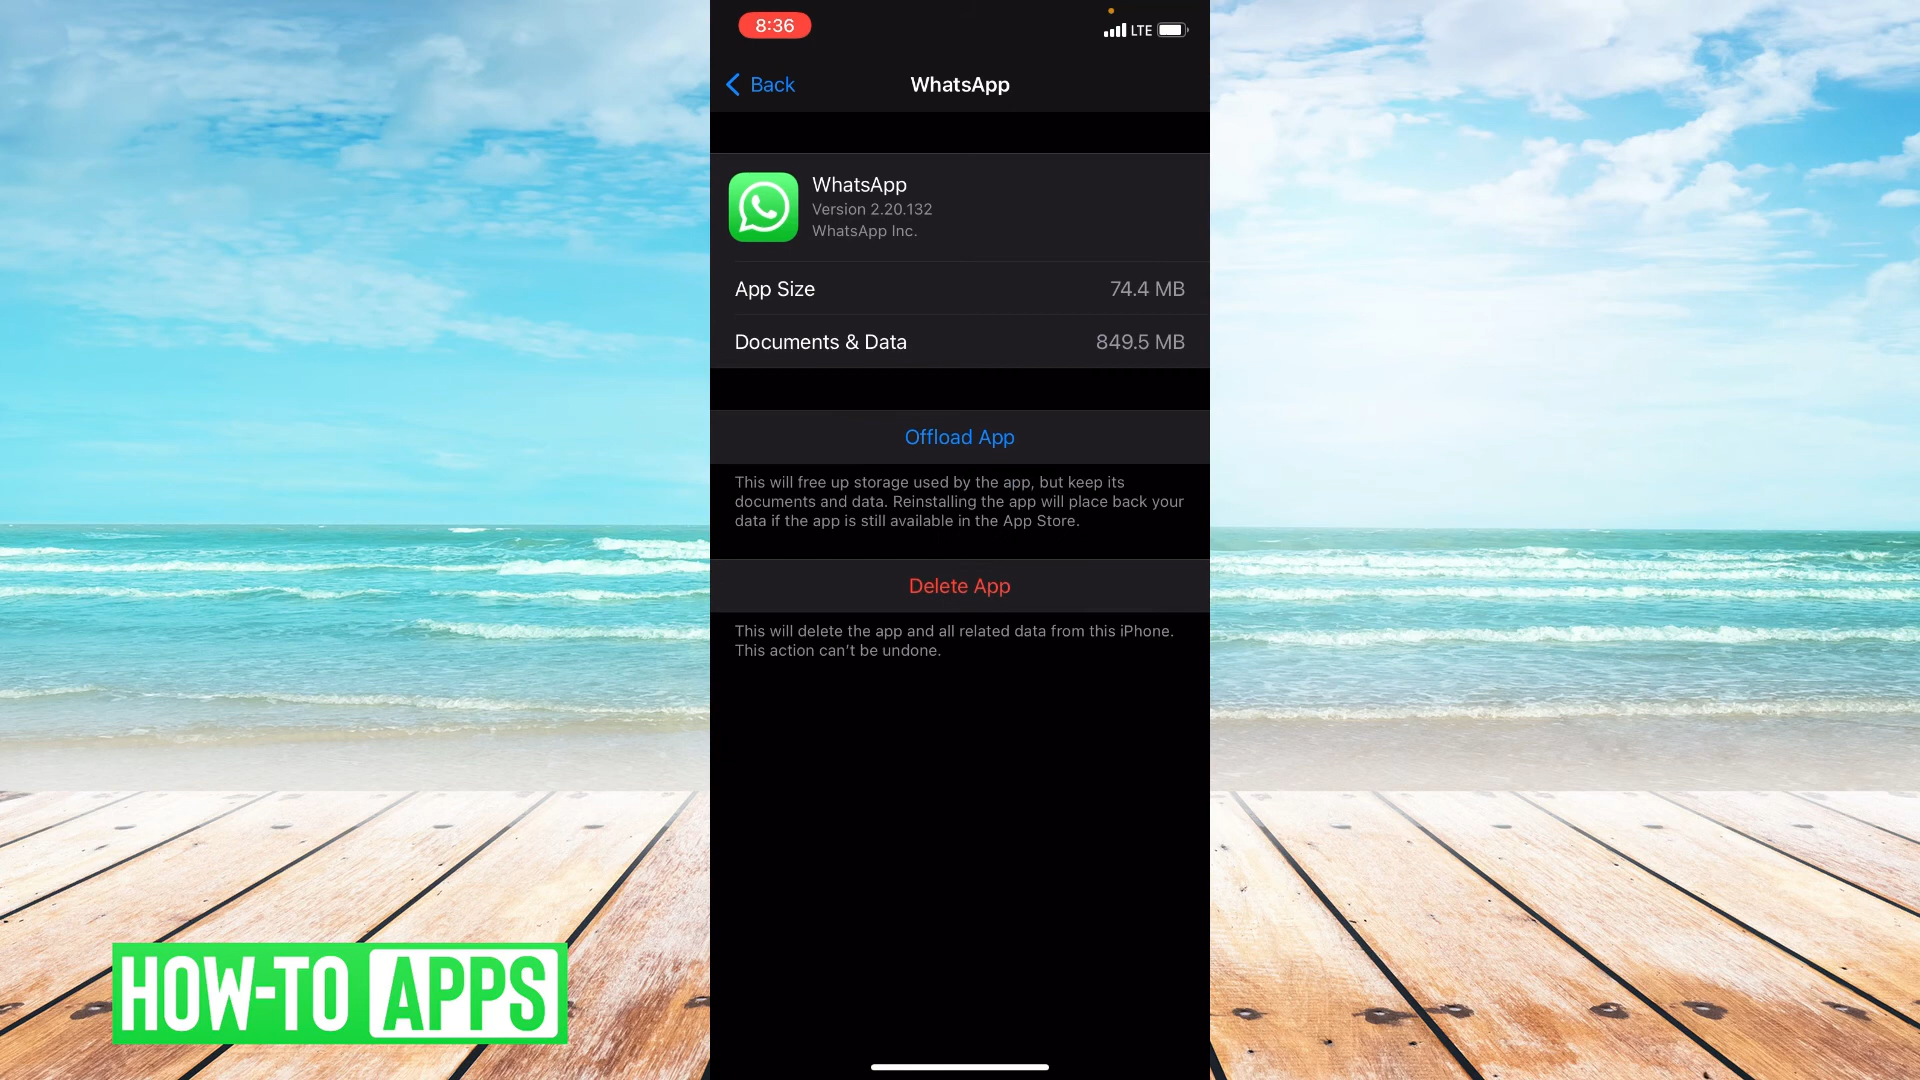 8:36
LTE
Back
WhatsApp
WhatsApp
Version 2.20.132
WhatsApp Inc.
App Size 74.4 MB
Documents & Data 849.5 MB
Offload App
This will free up storage used by the app, but keep its
documents and data. Reinstalling the app will place back your
data if the app is still available in the App Store.
Delete App
This will delete the app and all related data from this iPhone.
This action can’t be undone.
HOW-TO APPS